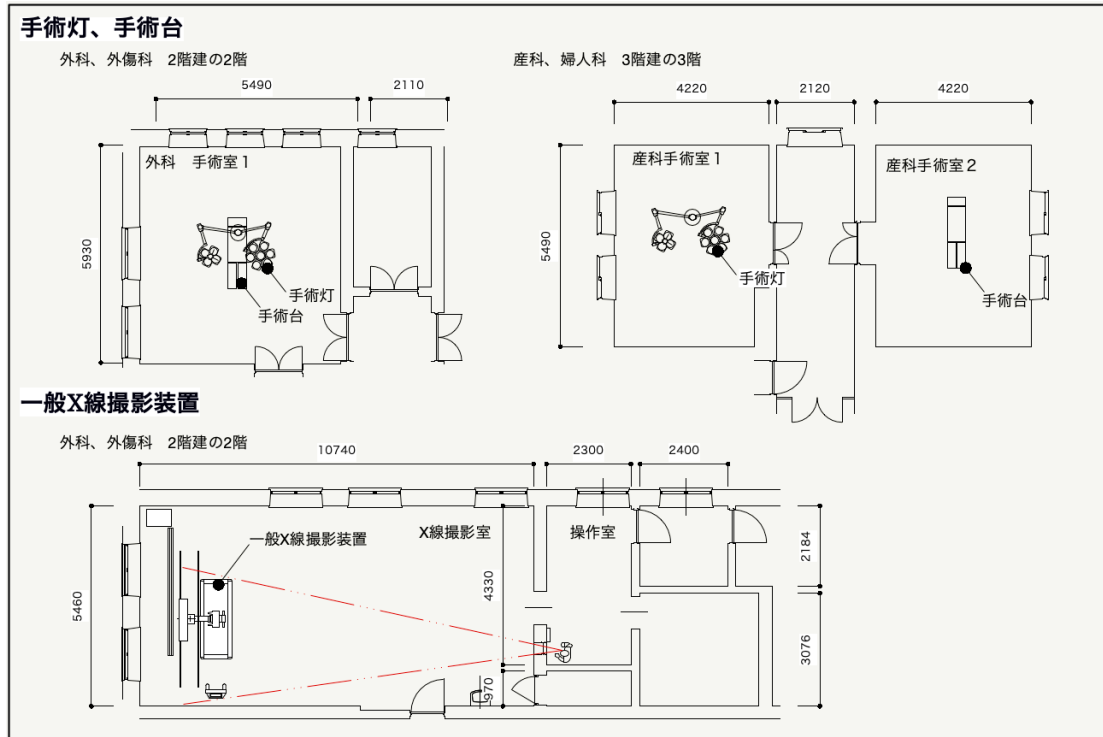 手術灯、手術台
外科、外傷科 2階建の2階
産科、婦人科 3階建の3階
5490
2110
4220
2120
4220
外科 手術室1
産科手術室1
産科手術室2
5930
5490
手術灯
手術台
手術灯
手術台
一般X線撮影装置
外科、外傷科 2階建の2階
10740
2300
2400
一般X線撮影装置
X線撮影室
操作室
5460
4330
2184
970
3076